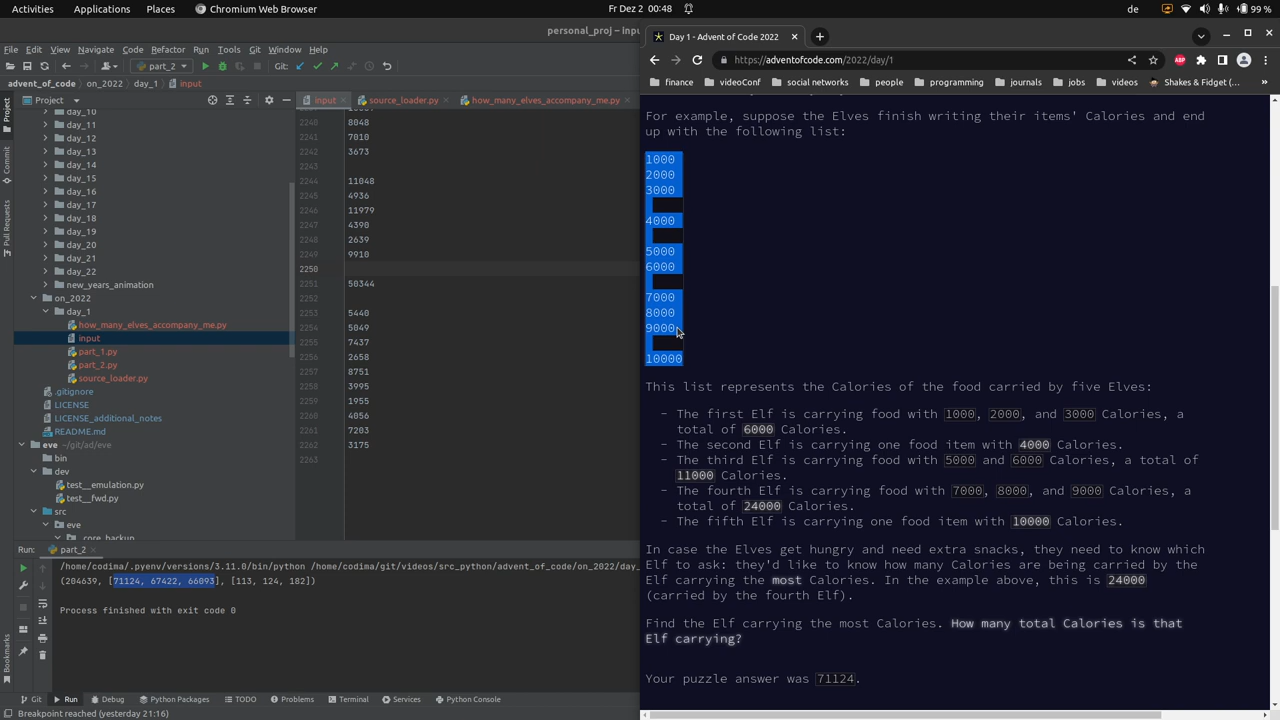 Activities Applications Places Chromium Web Browser Fr Dez 2 00:48 de 99 %
personal_proj – inpu
File Edit View Navigate Code Refactor Run Tools Git Window Help
part_2 Git:
advent_of_code on_2022 day_1 input
Project
input source_loader.py how_many_elves_accompany_me.py
Project
Commit
Pull Requests
Bookmarks
Structure
day_10
day_11
day_12
day_13
day_14
day_15
day_16
day_17
day_18
day_19
day_20
day_21
day_22
new_years_animation
on_2022
day_1
how_many_elves_accompany_me.py
input
part_1.py
part_2.py
source_loader.py
.gitignore
LICENSE
LICENSE_additional_notes
README.md
eve ~/git/ad/eve
bin
dev
test__emulation.py
test__fwd.py
src
eve
core_backup
2240 8048
2241 7010
2242 3673
2243
2244 11048
2245 4936
2246 11979
2247 4390
2248 2639
2249 9910
2250
2251 50344
2252
2253 5440
2254 5049
2255 7437
2256 2658
2257 8751
2258 3995
2259 1955
2260 4056
2261 7203
2262 3175
2263
Run: part_2
/home/codima/.pyenv/versions/3.11.0/bin/python /home/codima/git/videos/src_python/advent_of_code/on_2022/day_
(204639, [71124, 67422, 66093], [113, 124, 182])
Process finished with exit code 0
Git Run Debug Python Packages TODO Problems Terminal Services Python Console
Breakpoint reached (yesterday 21:16)
Day 1 - Advent of Code 2022
https://adventofcode.com/2022/day/1
ABP
finance videoConf social networks people programming journals jobs videos Shakes & Fidget (... »
For example, suppose the Elves finish writing their items' Calories and end
up with the following list:
1000
2000
3000
4000
5000
6000
7000
8000
9000
10000
This list represents the Calories of the food carried by five Elves:
- The first Elf is carrying food with 1000, 2000, and 3000 Calories, a
total of 6000 Calories.
- The second Elf is carrying one food item with 4000 Calories.
- The third Elf is carrying food with 5000 and 6000 Calories, a total of
11000 Calories.
- The fourth Elf is carrying food with 7000, 8000, and 9000 Calories, a
total of 24000 Calories.
- The fifth Elf is carrying one food item with 10000 Calories.
In case the Elves get hungry and need extra snacks, they need to know which
Elf to ask: they'd like to know how many Calories are being carried by the
Elf carrying the most Calories. In the example above, this is 24000
(carried by the fourth Elf).
Find the Elf carrying the most Calories. How many total Calories is that
Elf carrying?
Your puzzle answer was 71124.